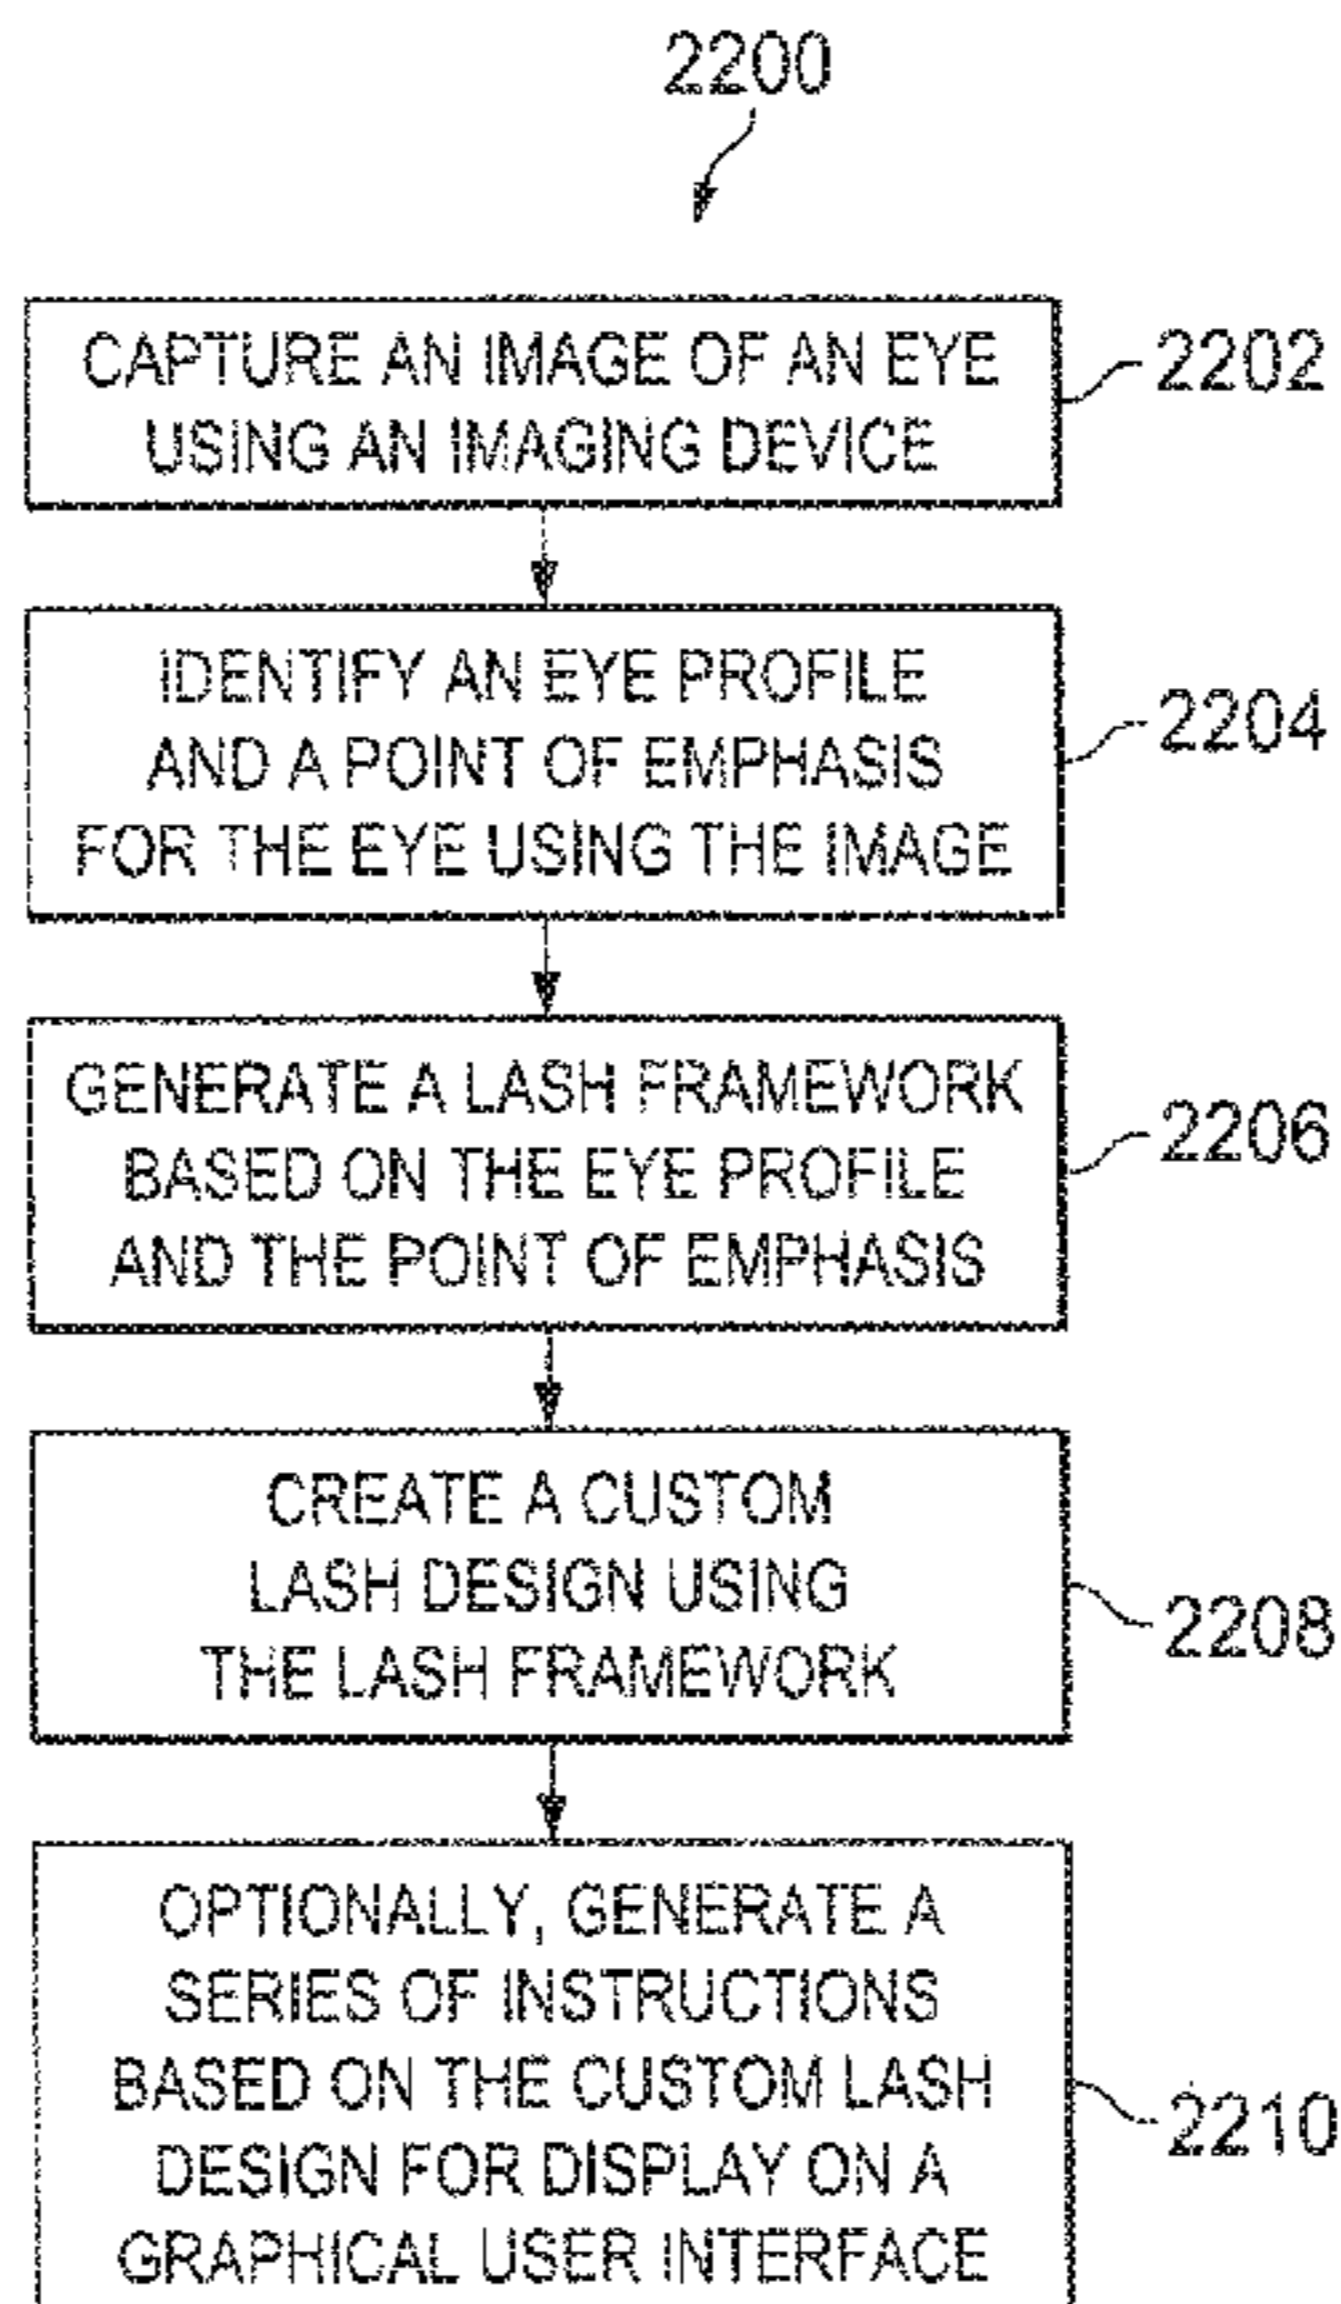 2200
CAPTURE AN IMAGE OF AN EYE
USING AN IMAGING DEVICE
2202
IDENTIFY AN EYE PROFILE
AND A POINT OF EMPHASIS
FOR THE EYE USING THE IMAGE
2204
GENERATE A LASH FRAMEWORK
BASED ON THE EYE PROFILE
AND THE POINT OF EMPHASIS
2206
CREATE A CUSTOM
LASH DESIGN USING
THE LASH FRAMEWORK
2208
OPTIONALLY, GENERATE A
SERIES OF INSTRUCTIONS
BASED ON THE CUSTOM LASH
DESIGN FOR DISPLAY ON A
GRAPHICAL USER INTERFACE
2210